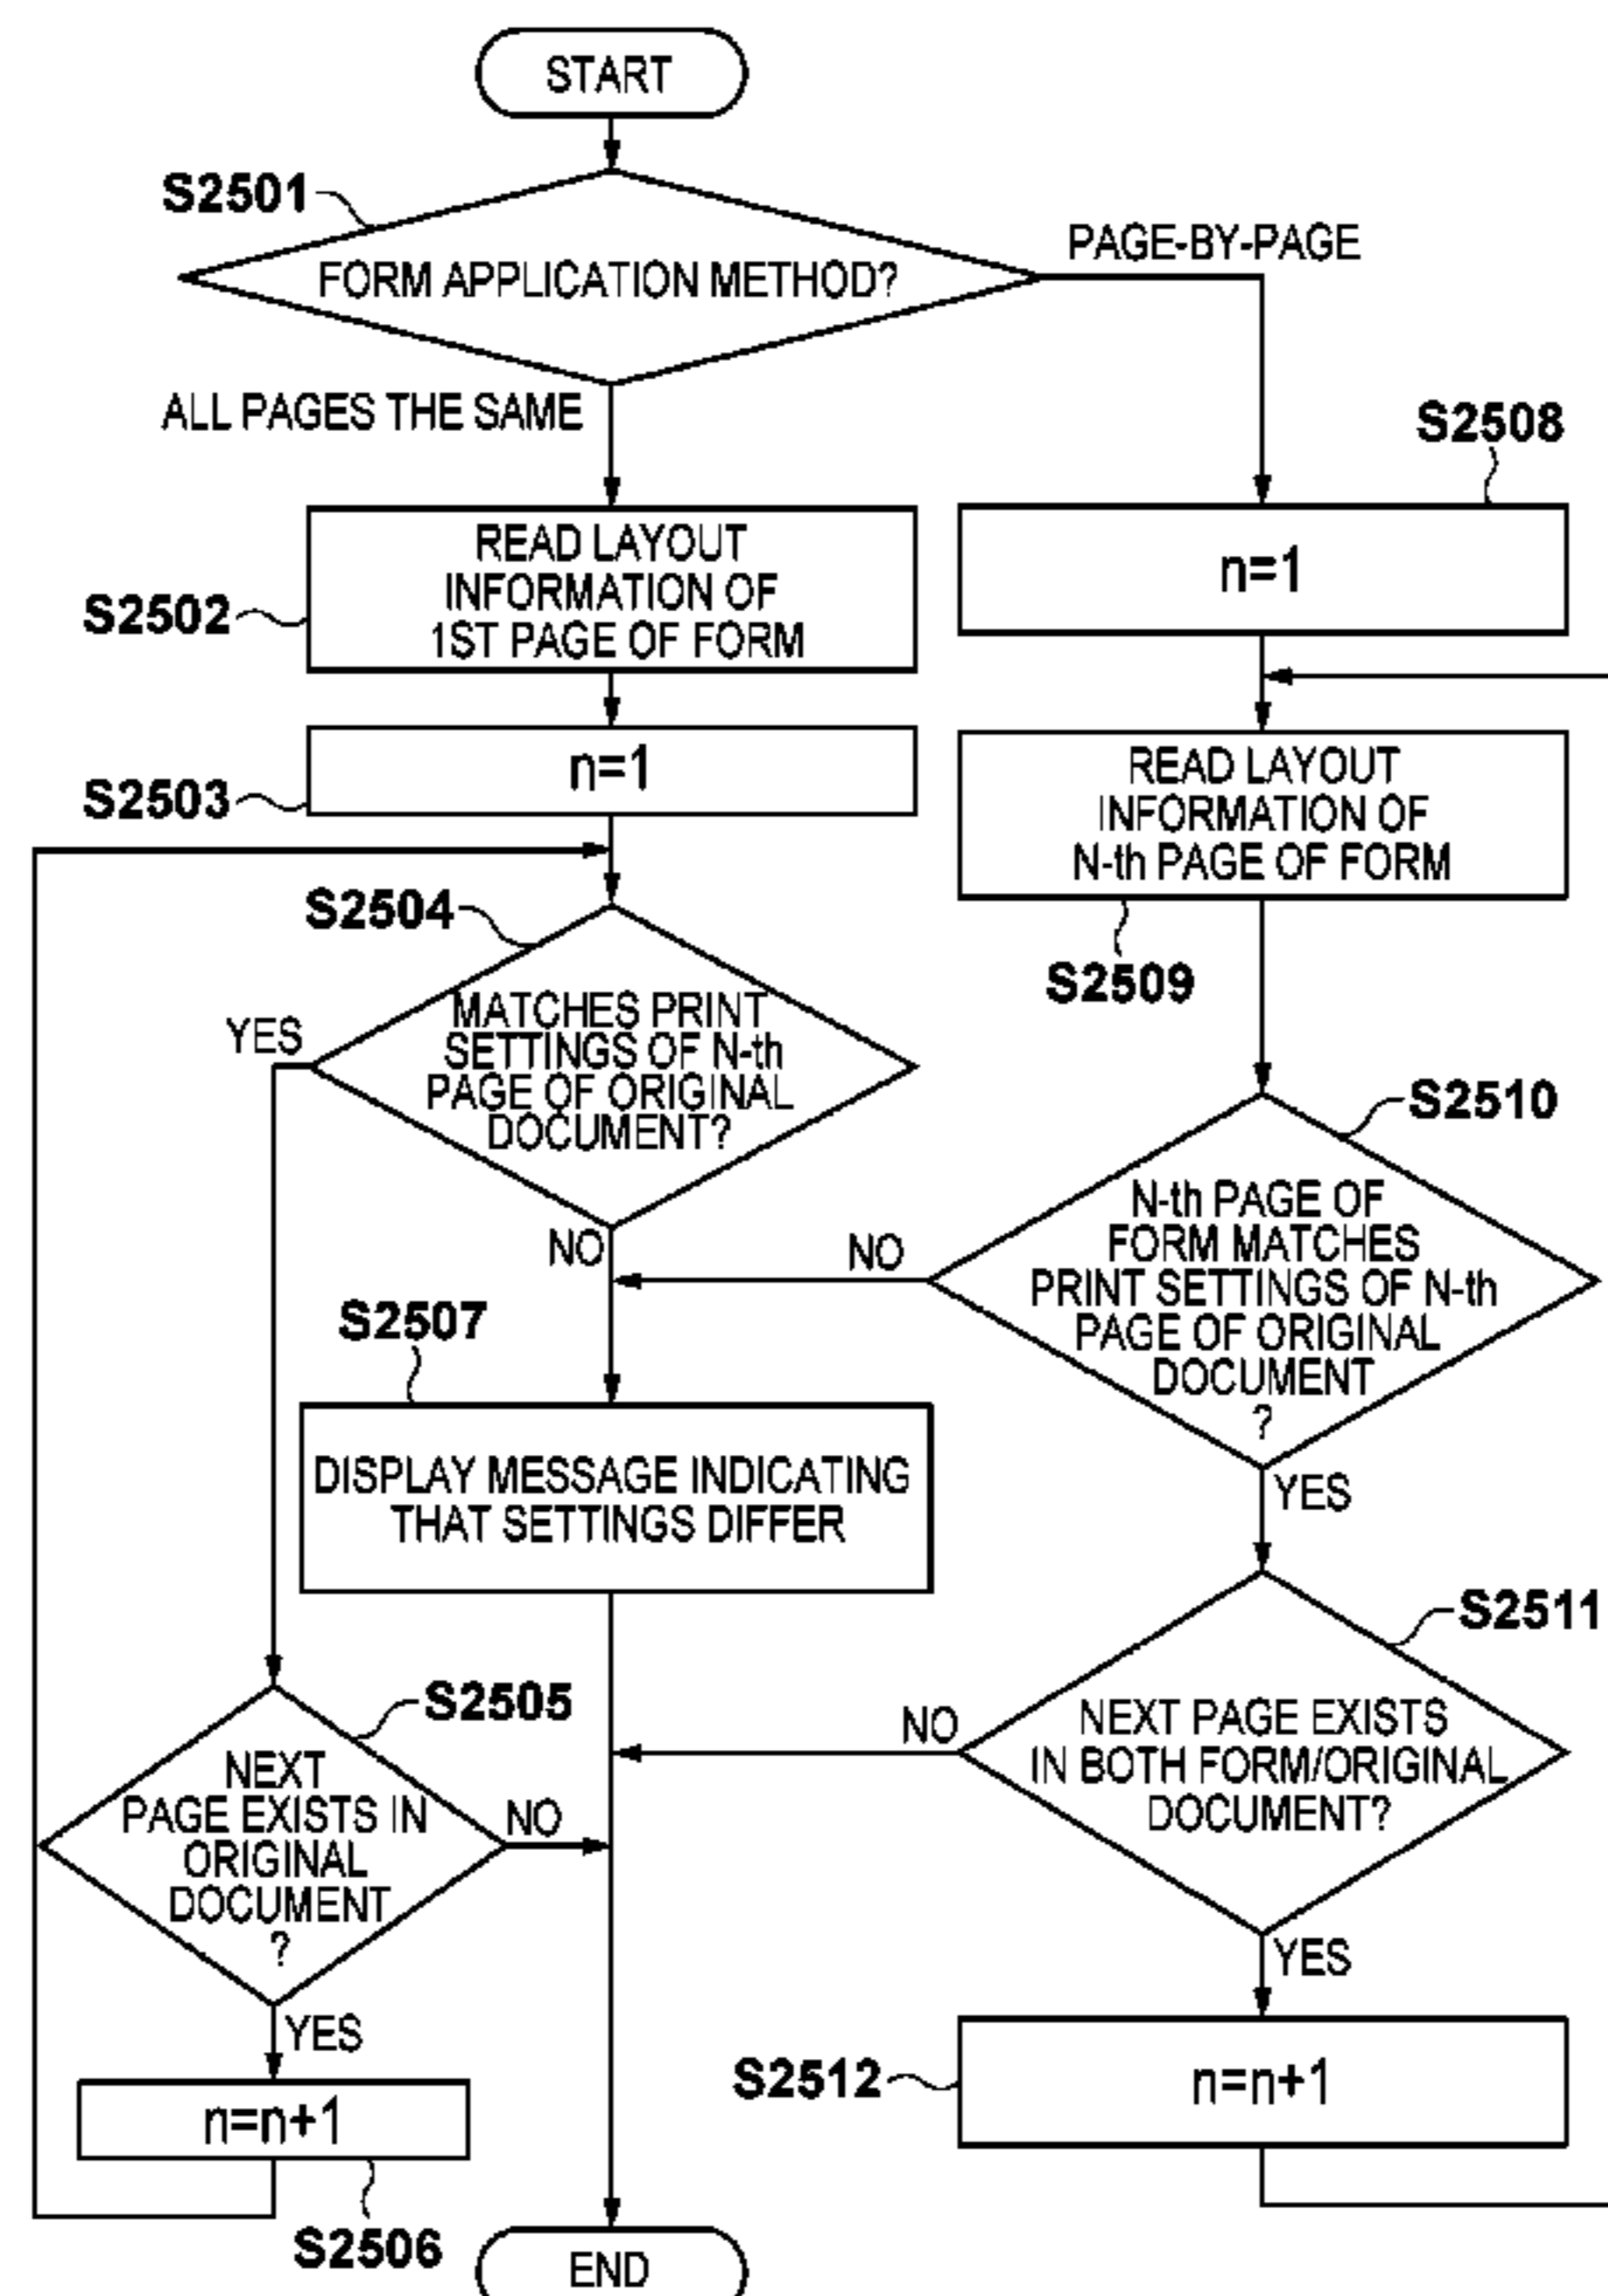 START
S2501
FORM APPLICATION METHOD?
PAGE-BY-PAGE
ALL PAGES THE SAME
S2502
READ LAYOUT
INFORMATION OF
1ST PAGE OF FORM
S2503
n=1
S2504
MATCHES PRINT
SETTINGS OF N-th
PAGE OF ORIGINAL
DOCUMENT?
YES
NO
S2507
DISPLAY MESSAGE INDICATING
THAT SETTINGS DIFFER
S2505
NEXT
PAGE EXISTS IN
ORIGINAL
DOCUMENT
?
NO
YES
n=n+1
S2506
S2508
n=1
READ LAYOUT
INFORMATION OF
N-th PAGE OF FORM
S2509
S2510
N-th PAGE OF
FORM MATCHES
PRINT SETTINGS OF N-th
PAGE OF ORIGINAL
DOCUMENT
?
NO
YES
S2511
NEXT PAGE EXISTS
IN BOTH FORM/ORIGINAL
DOCUMENT?
NO
YES
S2512
n=n+1
END